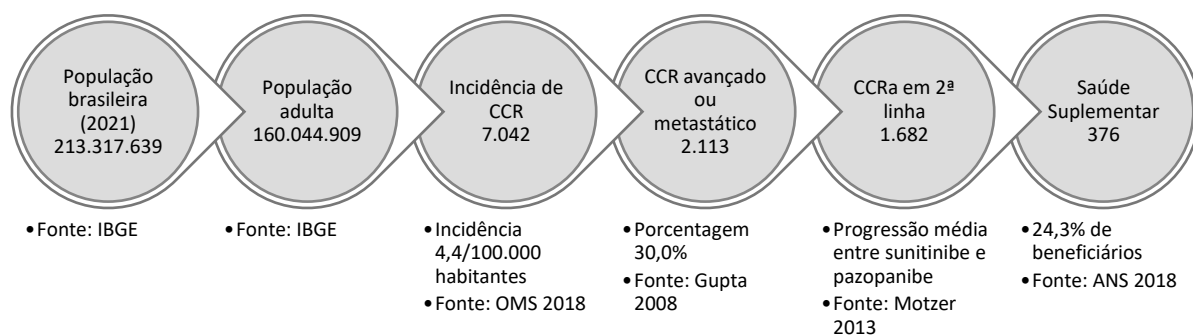 População
brasileira
(2021)
213.317.639
População
adulta
160.044.909
Incidência de
CCR
7.042
CCR avançado
ou
metastático
2.113
CCRa em 2ª
linha
1.682
Saúde
Suplementar
376
•Fonte: IBGE
•Fonte: IBGE
•Incidência
4,4/100.000
habitantes
•Fonte: OMS 2018
•Porcentagem
30,0%
•Fonte: Gupta
2008
•Progressão média
entre sunitinibe e
pazopanibe
•Fonte: Motzer
2013
•24,3% de
beneficiários
•Fonte: ANS 2018